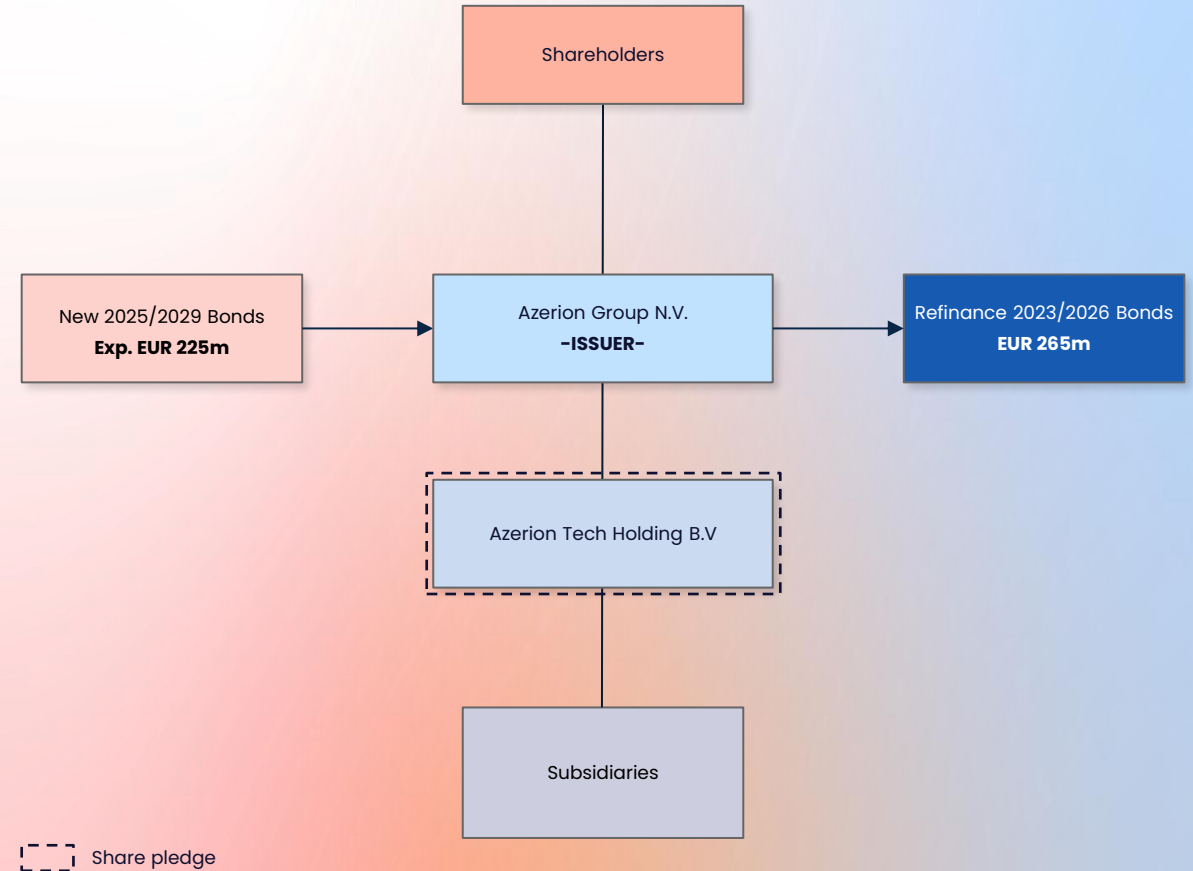 Shareholders
New 2025/2029 Bonds
Exp. EUR 225m
Azerion Group N.V.
-ISSUER-
Refinance 2023/2026 Bonds
EUR 265m
Azerion Tech Holding B.V
Subsidiaries
Share pledge